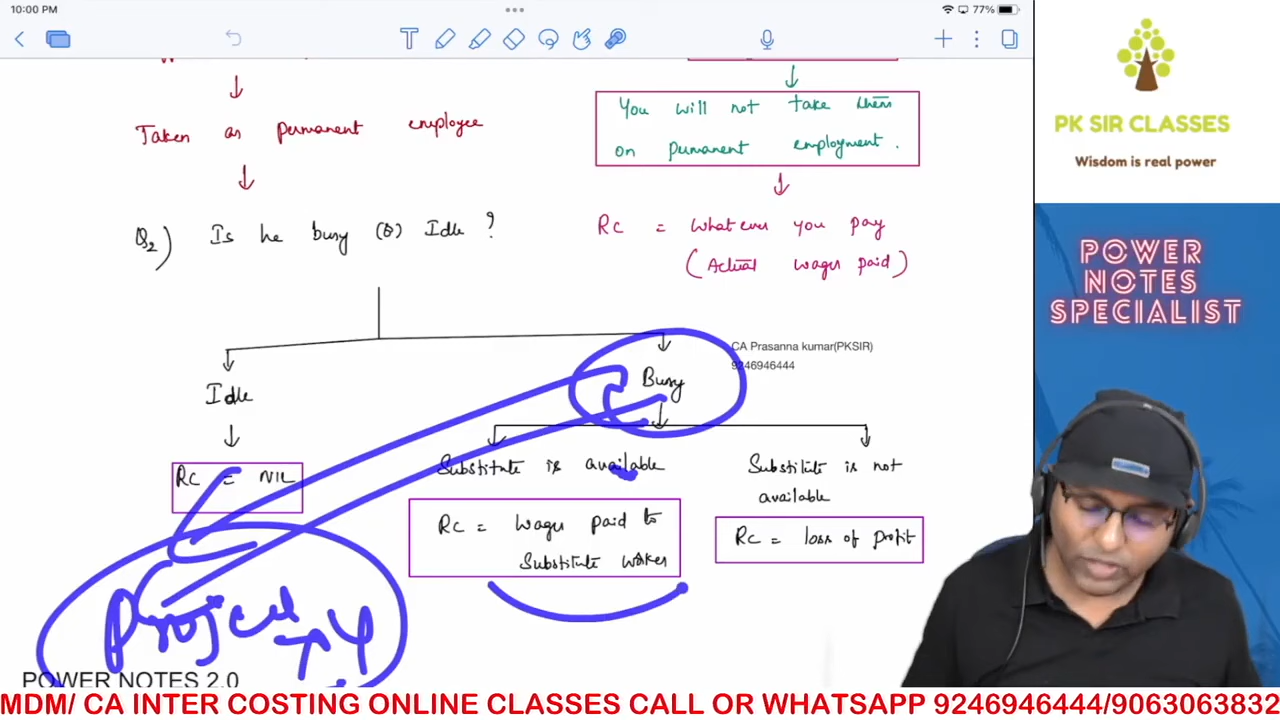 10:00 PM
77%
Taken as permanent employee
You will not take them
on permanent employment.
Q2) Is he busy (or) Idle ?
RC = Whatever you pay
(Actual wages paid)
CA Prasanna kumar(PKSIR)
9246946444
Idle
Busy
RC = NIL
Substitute is available
Substitute is not
available
RC = wages paid to
Substitute worker
RC = loss of profit
Project
POWER NOTES 2.0
PK SIR CLASSES
Wisdom is real power
POWER
NOTES
SPECIALIST
MDM/ CA INTER COSTING ONLINE CLASSES CALL OR WHATSAPP 9246946444/9063063832